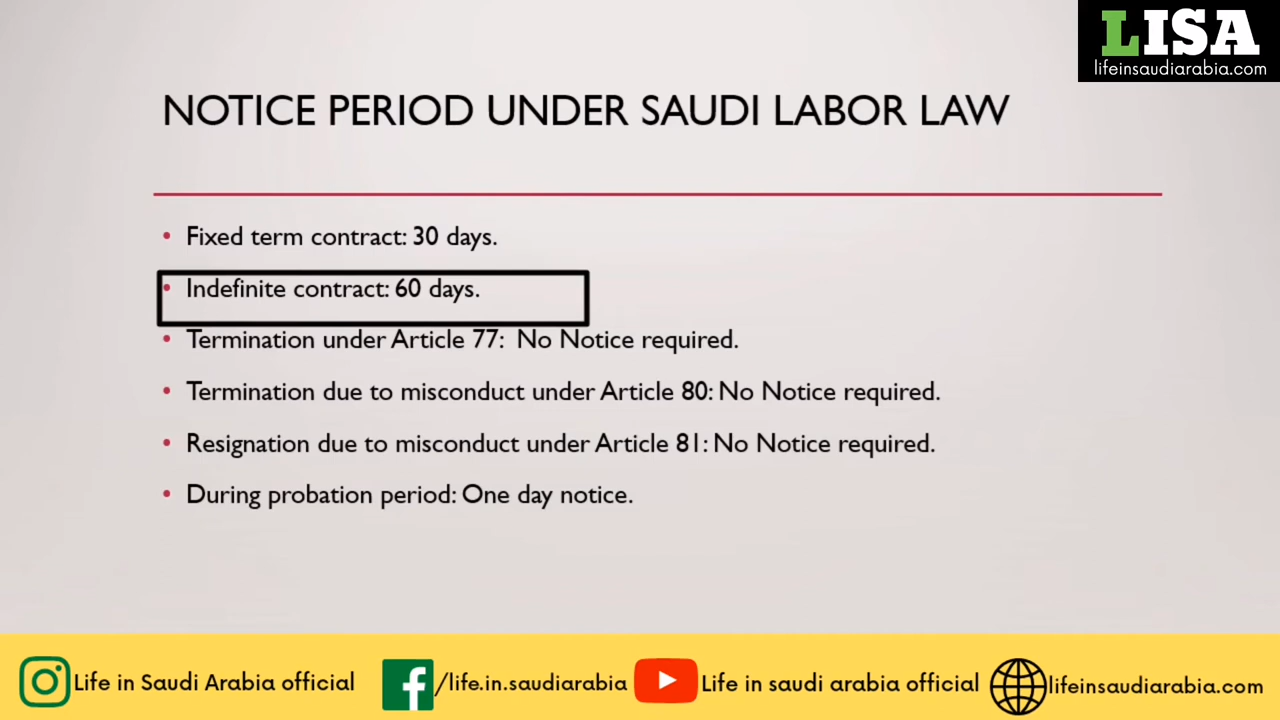 LISA
lifeinsaudiarabia.com
NOTICE PERIOD UNDER SAUDI LABOR LAW
• Fixed term contract: 30 days.
• Indefinite contract: 60 days.
• Termination under Article 77: No Notice required.
• Termination due to misconduct under Article 80: No Notice required.
• Resignation due to misconduct under Article 81: No Notice required.
• During probation period: One day notice.
Life in Saudi Arabia official
/life.in.saudiarabia
Life in saudi arabia official
lifeinsaudiarabia.com